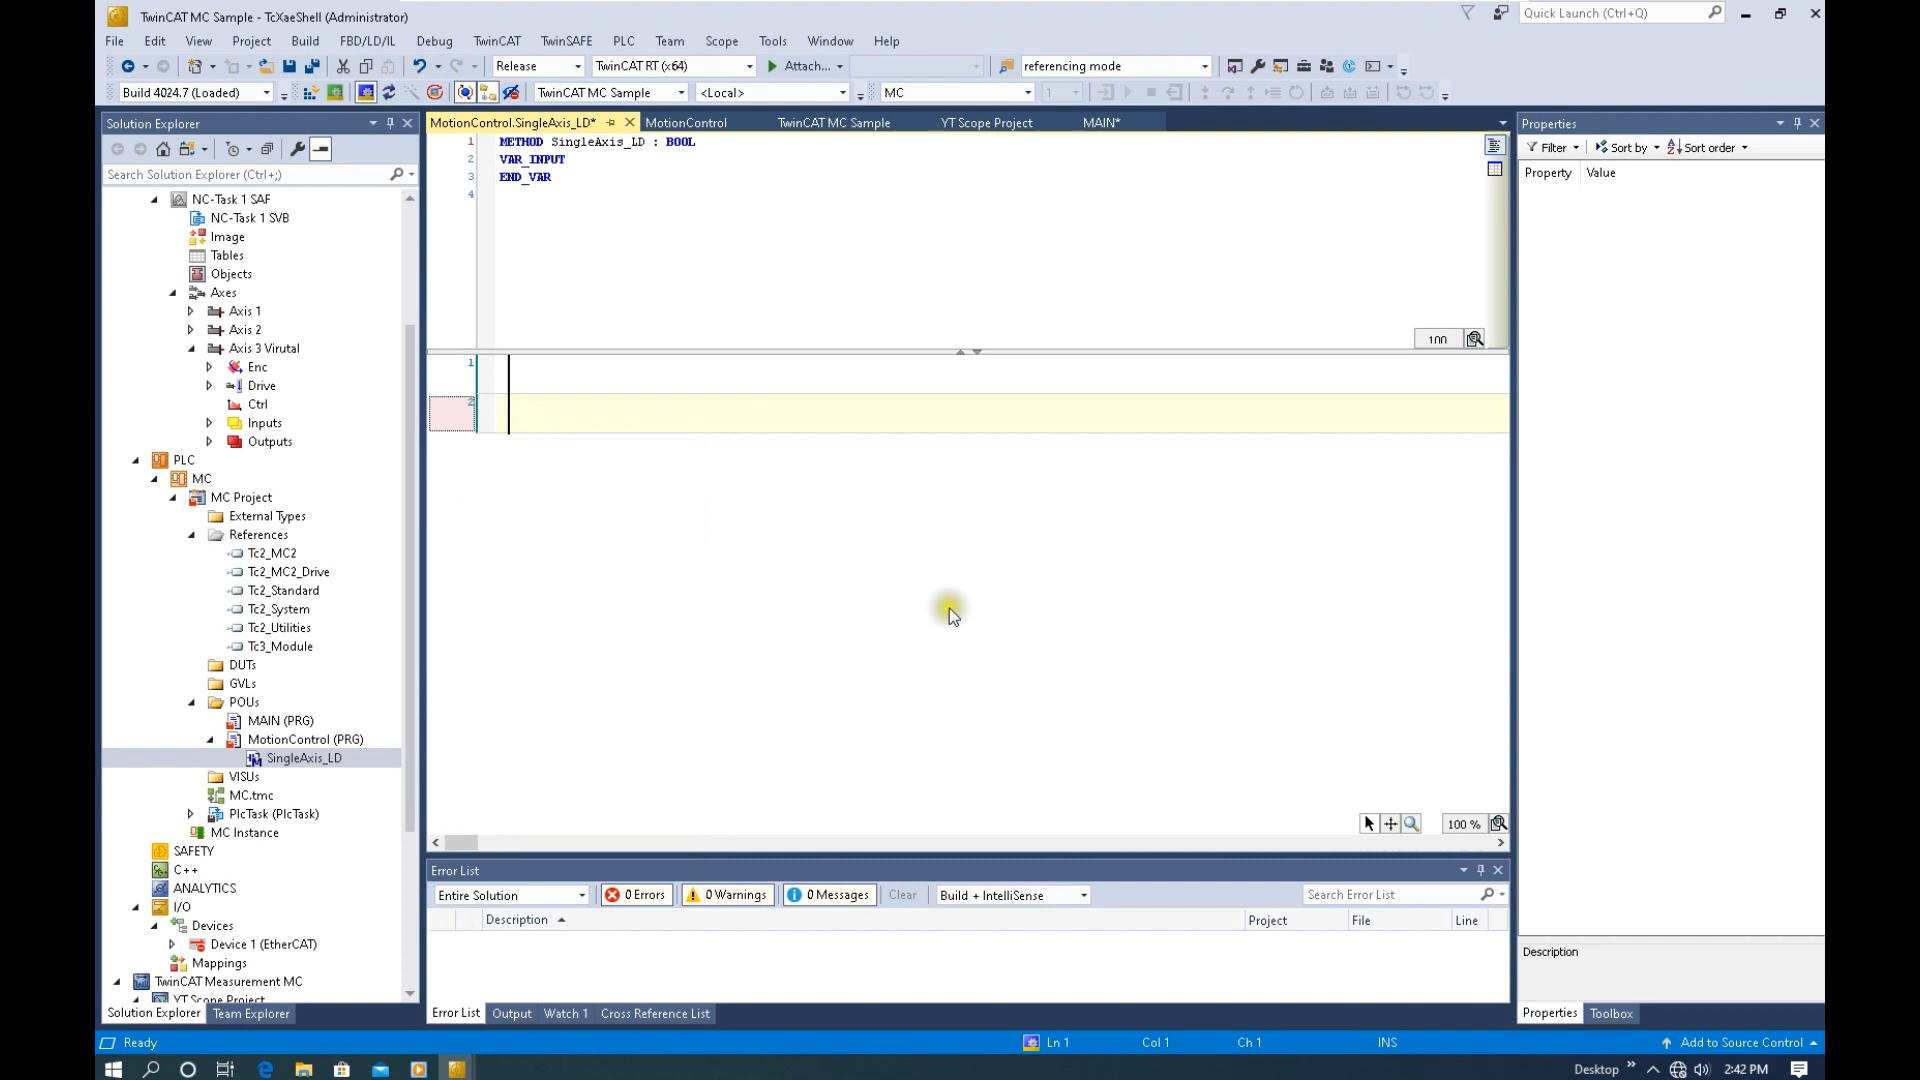 TwinCAT MC Sample - TcXaeShell (Administrator)
Quick Launch (Ctrl+Q)
File Edit View Project Build FBD/LD/IL Debug TwinCAT TwinSAFE PLC Team Scope Tools Window Help
Release TwinCAT RT (x64) Attach... referencing mode
Build 4024.7 (Loaded) TwinCAT MC Sample <Local> MC 1
Solution Explorer
Search Solution Explorer (Ctrl+;)
NC-Task 1 SAF
NC-Task 1 SVB
Image
Tables
Objects
Axes
Axis 1
Axis 2
Axis 3 Virutal
Enc
Drive
Ctrl
Inputs
Outputs
PLC
MC
MC Project
External Types
References
Tc2_MC2
Tc2_MC2_Drive
Tc2_Standard
Tc2_System
Tc2_Utilities
Tc3_Module
DUTs
GVLs
POUs
MAIN (PRG)
MotionControl (PRG)
SingleAxis_LD
VISUs
MC.tmc
PlcTask (PlcTask)
MC Instance
SAFETY
C++
ANALYTICS
I/O
Devices
Device 1 (EtherCAT)
Mappings
TwinCAT Measurement MC
YT Scope Project
Solution Explorer Team Explorer
MotionControl.SingleAxis_LD* MotionControl TwinCAT MC Sample YT Scope Project MAIN*
1 METHOD SingleAxis_LD : BOOL
2 VAR_INPUT
3 END_VAR
4
100
1
2
100 %
Error List
Entire Solution 0 Errors 0 Warnings 0 Messages Clear Build + IntelliSense Search Error List
Description Project File Line
Error List Output Watch 1 Cross Reference List
Properties
Filter Sort by Sort order
Property Value
Description
Properties Toolbox
Ready Ln 1 Col 1 Ch 1 INS Add to Source Control
Desktop 2:42 PM